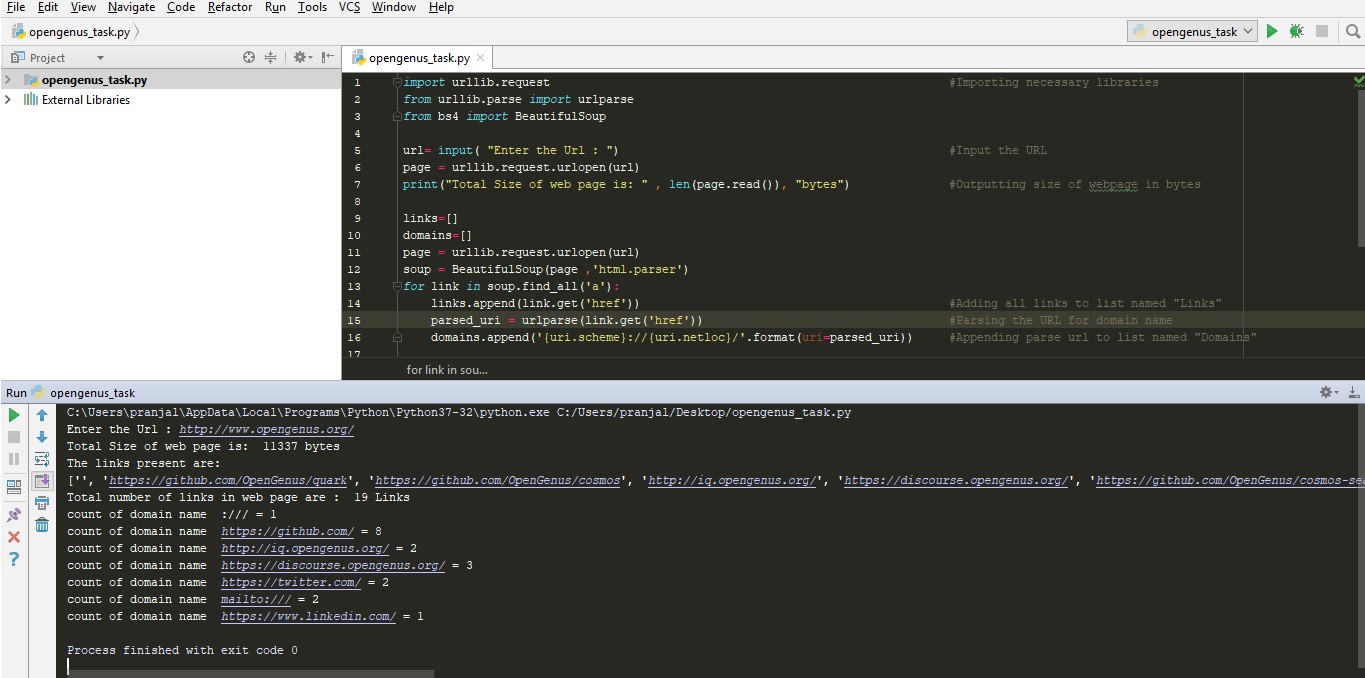 File Edit View Navigate Code Refactor Run Tools VCS Window Help
opengenus_task.py
opengenus_task
Project
opengenus_task.py
External Libraries
opengenus_task.py
1 import urllib.request #Importing necessary libraries
2 from urllib.parse import urlparse
3 from bs4 import BeautifulSoup
4
5 url= input( "Enter the Url : ") #Input the URL
6 page = urllib.request.urlopen(url)
7 print("Total Size of web page is: " , len(page.read()), "bytes") #Outputting size of webpage in bytes
8
9 links=[]
10 domains=[]
11 page = urllib.request.urlopen(url)
12 soup = BeautifulSoup(page ,'html.parser')
13 for link in soup.find_all('a'):
14 links.append(link.get('href')) #Adding all links to list named "Links"
15 parsed_uri = urlparse(link.get('href')) #Parsing the URL for domain name
16 domains.append('{uri.scheme}://{uri.netloc}/'.format(uri=parsed_uri)) #Appending parse url to list named "Domains"
17
for link in sou...
Run opengenus_task
C:\Users\pranjal\AppData\Local\Programs\Python\Python37-32\python.exe C:/Users/pranjal/Desktop/opengenus_task.py
Enter the Url : http://www.opengenus.org/
Total Size of web page is:  11337 bytes
The links present are:
['', 'https://github.com/OpenGenus/quark', 'https://github.com/OpenGenus/cosmos', 'http://iq.opengenus.org/', 'https://discourse.opengenus.org/', 'https://github.com/OpenGenus/cosmos-sea
Total number of links in web page are :  19 Links
count of domain name  :/// = 1
count of domain name  https://github.com/ = 8
count of domain name  http://iq.opengenus.org/ = 2
count of domain name  https://discourse.opengenus.org/ = 3
count of domain name  https://twitter.com/ = 2
count of domain name  mailto:/// = 2
count of domain name  https://www.linkedin.com/ = 1
Process finished with exit code 0